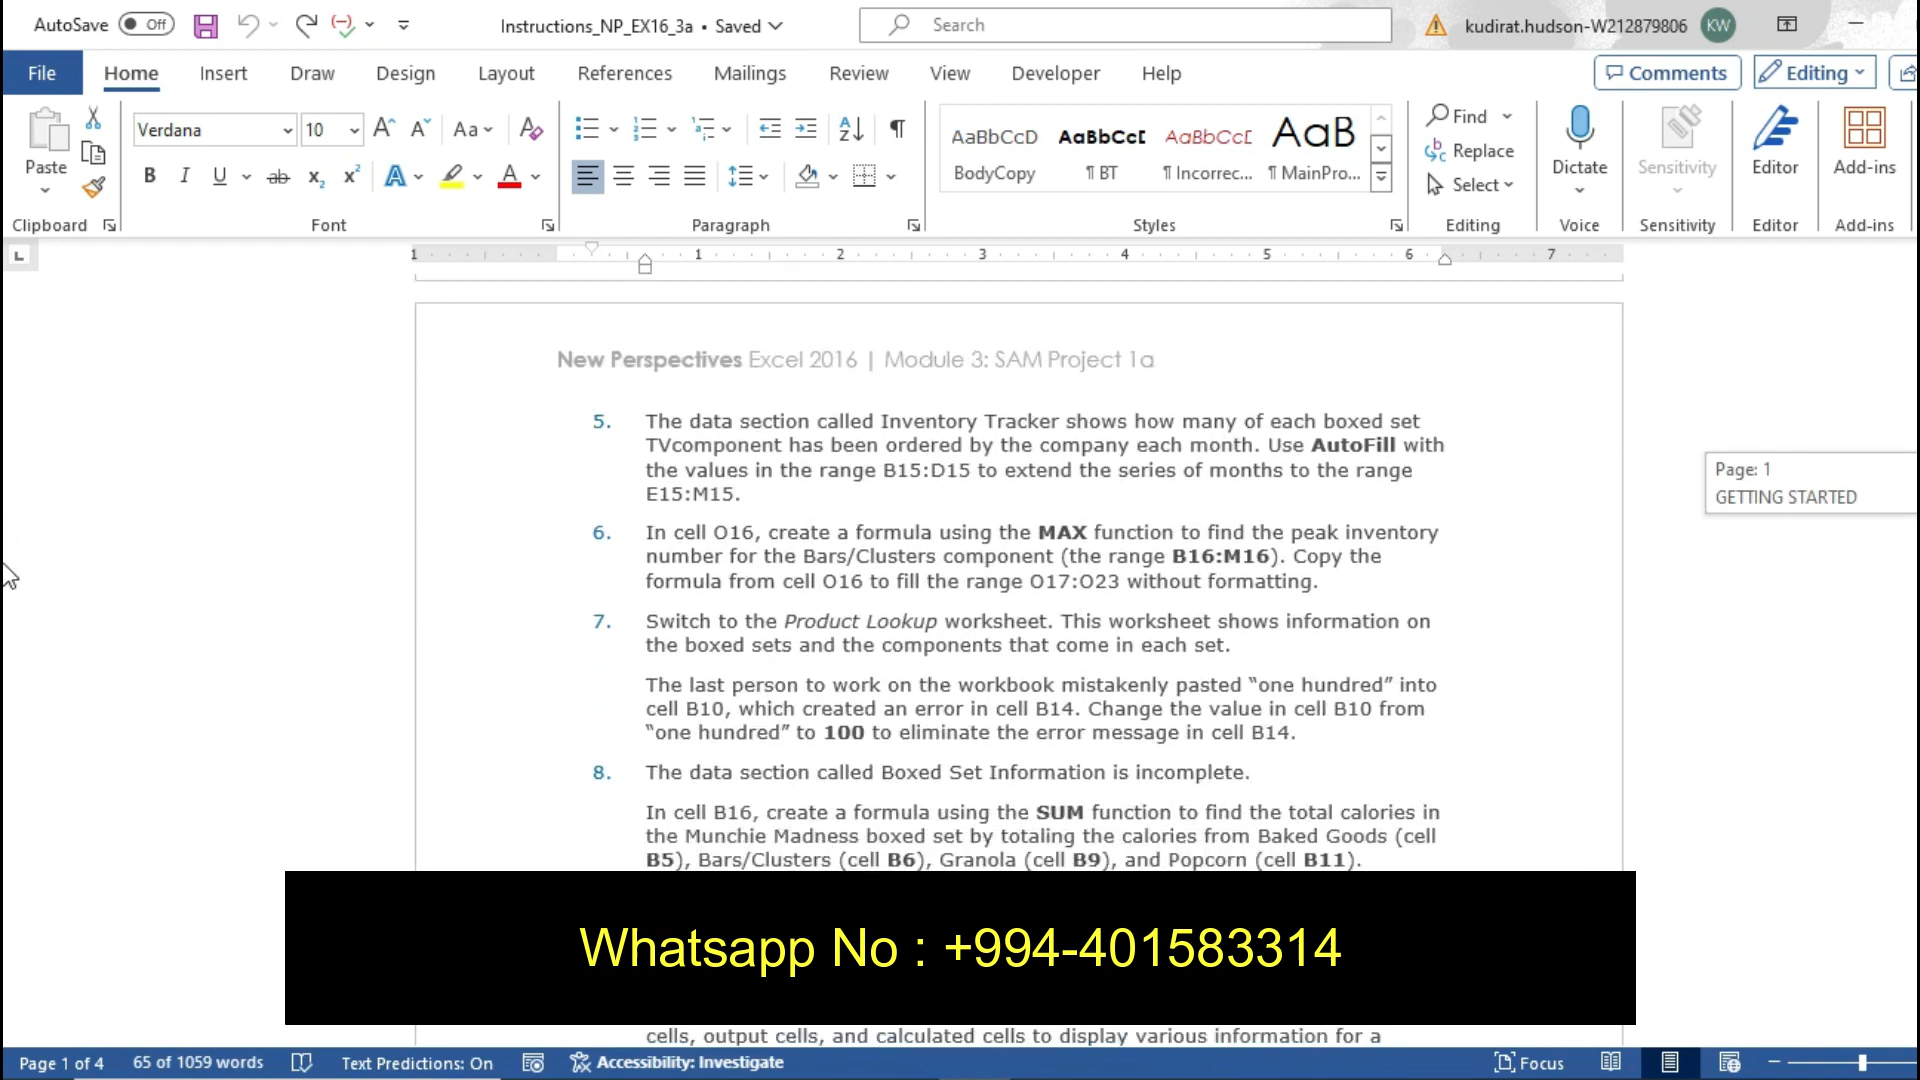 AutoSave Off Instructions_NP_EX16_3a • Saved Search kudirat.hudson-W212879806 KW
File Home Insert Draw Design Layout References Mailings Review View Developer Help Comments Editing
Paste Verdana 10 Aa AaBbCcD AaBbCcD AaBbCcD AaB Find
Replace
Select
B I U ab x₂ x² A A BodyCopy ¶ BT ¶ Incorrec... ¶ MainPro... Dictate Sensitivity Editor Add-ins
Clipboard Font Paragraph Styles Editing Voice Sensitivity Editor Add-ins
1 1 2 3 4 5 6 7
New Perspectives Excel 2016 | Module 3: SAM Project 1a
5. The data section called Inventory Tracker shows how many of each boxed set
TVcomponent has been ordered by the company each month. Use AutoFill with
the values in the range B15:D15 to extend the series of months to the range
E15:M15.
Page: 1
GETTING STARTED
6. In cell O16, create a formula using the MAX function to find the peak inventory
number for the Bars/Clusters component (the range B16:M16). Copy the
formula from cell O16 to fill the range O17:O23 without formatting.
7. Switch to the Product Lookup worksheet. This worksheet shows information on
the boxed sets and the components that come in each set.
The last person to work on the workbook mistakenly pasted “one hundred” into
cell B10, which created an error in cell B14. Change the value in cell B10 from
“one hundred” to 100 to eliminate the error message in cell B14.
8. The data section called Boxed Set Information is incomplete.
In cell B16, create a formula using the SUM function to find the total calories in
the Munchie Madness boxed set by totaling the calories from Baked Goods (cell
B5), Bars/Clusters (cell B6), Granola (cell B9), and Popcorn (cell B11).
Whatsapp No : +994-401583314
cells, output cells, and calculated cells to display various information for a
Page 1 of 4 65 of 1059 words Text Predictions: On Accessibility: Investigate Focus